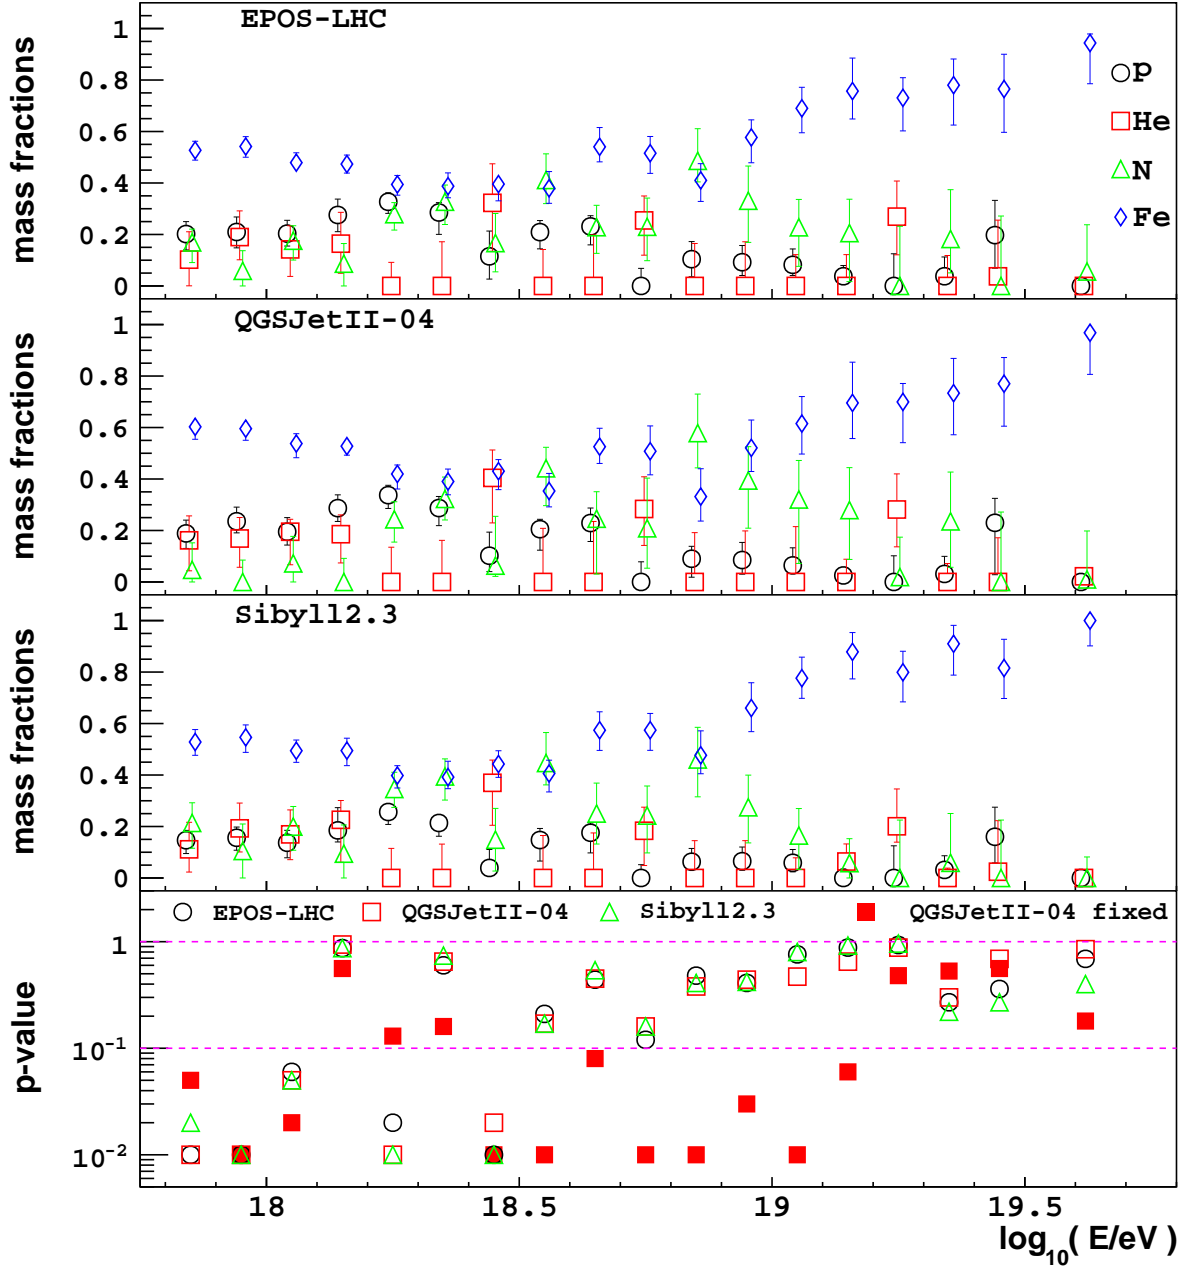 EPOS-LHC
mass fractions
1
0.8
0.6
0.4
0.2
0
p
He
N
Fe
QGSJetII-04
mass fractions
1
0.8
0.6
0.4
0.2
0
Sibyll2.3
mass fractions
1
0.8
0.6
0.4
0.2
0
EPOS-LHC QGSJetII-04 Sibyll2.3 QGSJetII-04 fixed
p-value
1
10⁻¹
10⁻²
18 18.5 19 19.5
log₁₀( E/eV )